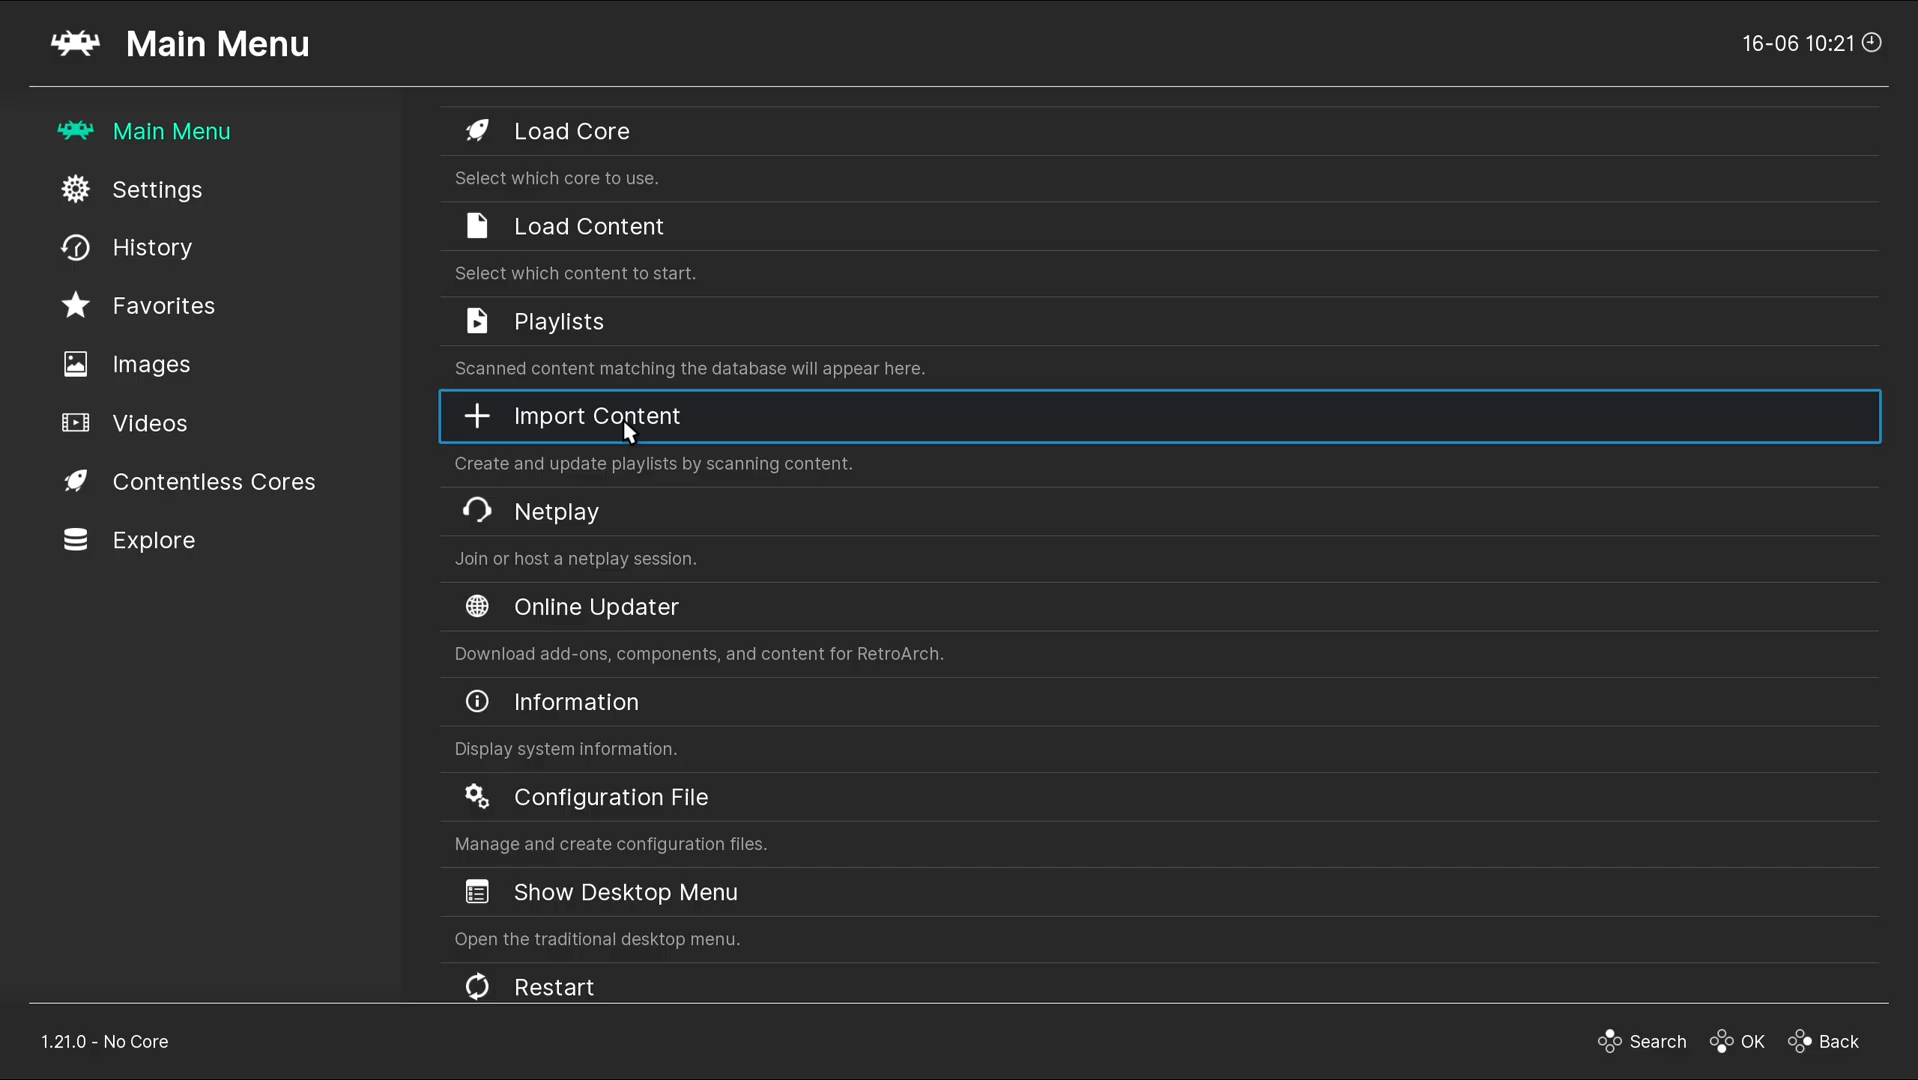 Main Menu
16-06 10:21
Main Menu
Settings
History
Favorites
Images
Videos
Contentless Cores
Explore
Load Core
Select which core to use.
Load Content
Select which content to start.
Playlists
Scanned content matching the database will appear here.
Import Content
Create and update playlists by scanning content.
Netplay
Join or host a netplay session.
Online Updater
Download add-ons, components, and content for RetroArch.
Information
Display system information.
Configuration File
Manage and create configuration files.
Show Desktop Menu
Open the traditional desktop menu.
Restart
1.21.0 - No Core
Search OK Back